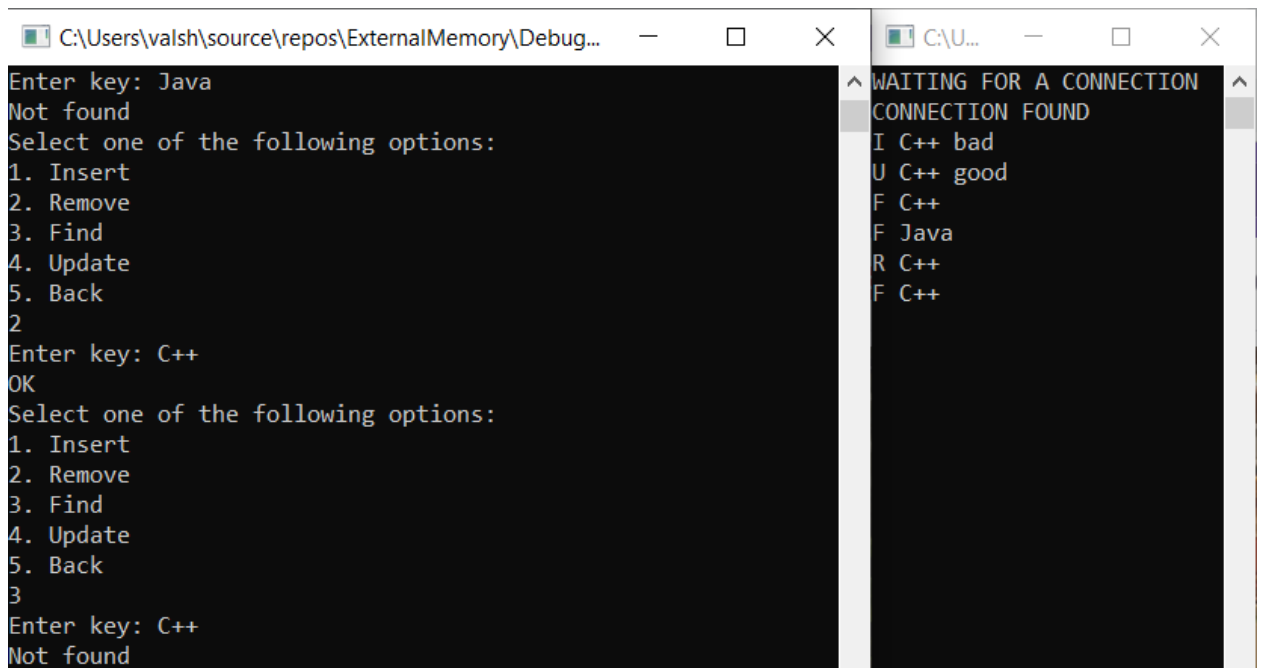 C:\Users\valsh\source\repos\ExternalMemory\Debug...
Enter key: Java
Not found
Select one of the following options:
1. Insert
2. Remove
3. Find
4. Update
5. Back
2
Enter key: C++
OK
Select one of the following options:
1. Insert
2. Remove
3. Find
4. Update
5. Back
3
Enter key: C++
Not found
C:\U...
WAITING FOR A CONNECTION
CONNECTION FOUND
I C++ bad
U C++ good
F C++
F Java
R C++
F C++